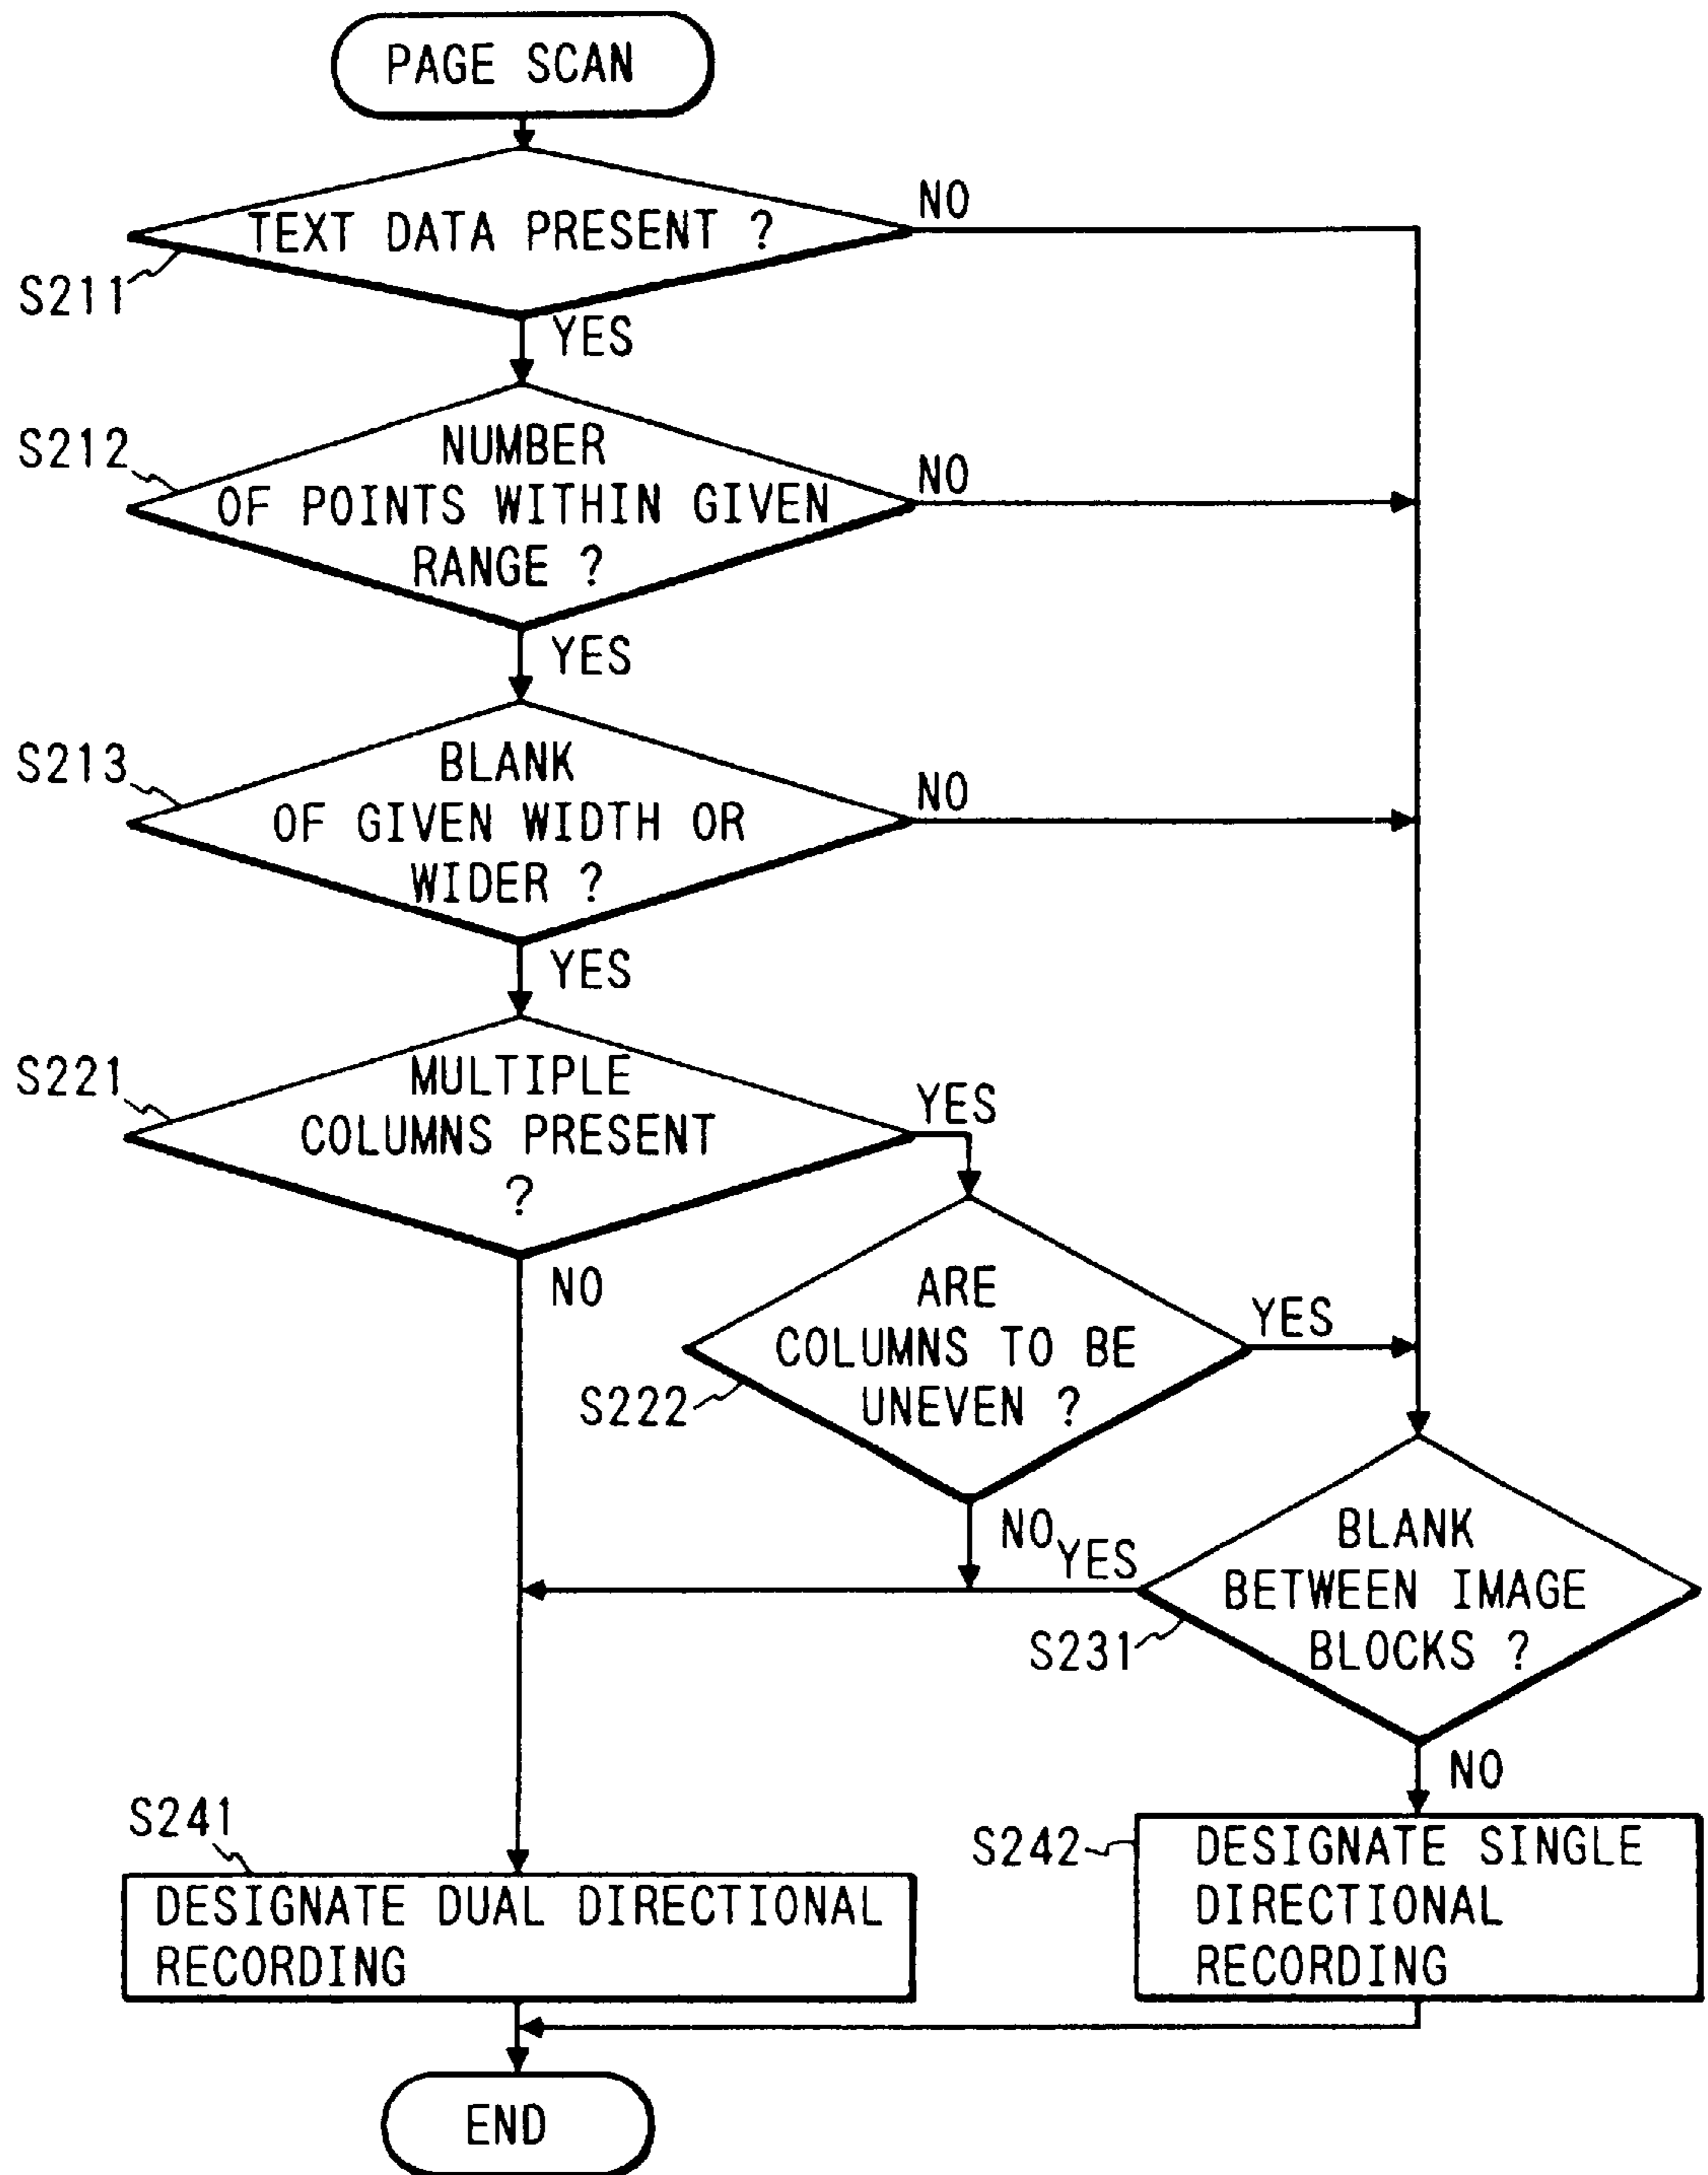 PAGE SCAN
TEXT DATA PRESENT ?
NO
S211
YES
S212
NUMBER
OF POINTS WITHIN GIVEN
RANGE ?
NO
YES
S213
BLANK
OF GIVEN WIDTH OR
WIDER ?
NO
YES
S221
MULTIPLE
COLUMNS PRESENT
?
YES
NO
ARE
COLUMNS TO BE
UNEVEN ?
YES
S222
NO
YES
BLANK
BETWEEN IMAGE
BLOCKS ?
S231
NO
S241
DESIGNATE DUAL DIRECTIONAL
RECORDING
S242
DESIGNATE SINGLE
DIRECTIONAL
RECORDING
END